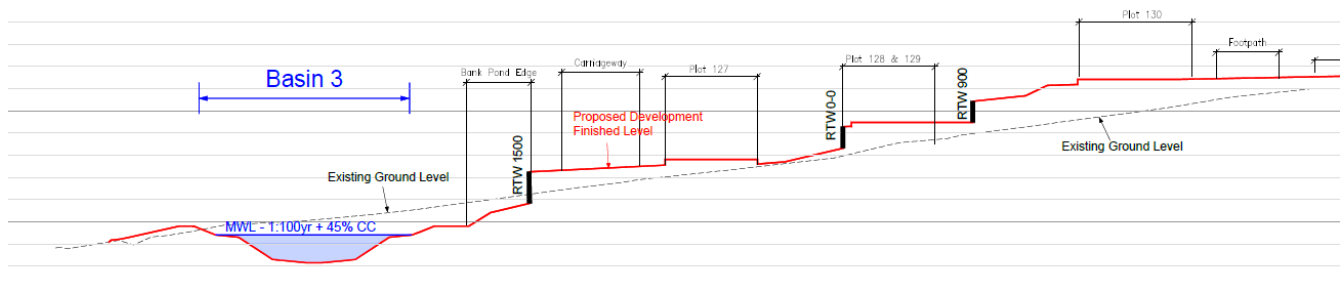 Plot 130
Footpath
Basin 3
Bank Pond Edge
Carriageway
Plot 127
Plot 128 & 129
RTW 900
RTW 0-0
Proposed Development
Finished Level
RTW 1500
Existing Ground Level
Existing Ground Level
MWL - 1:100yr + 45% CC